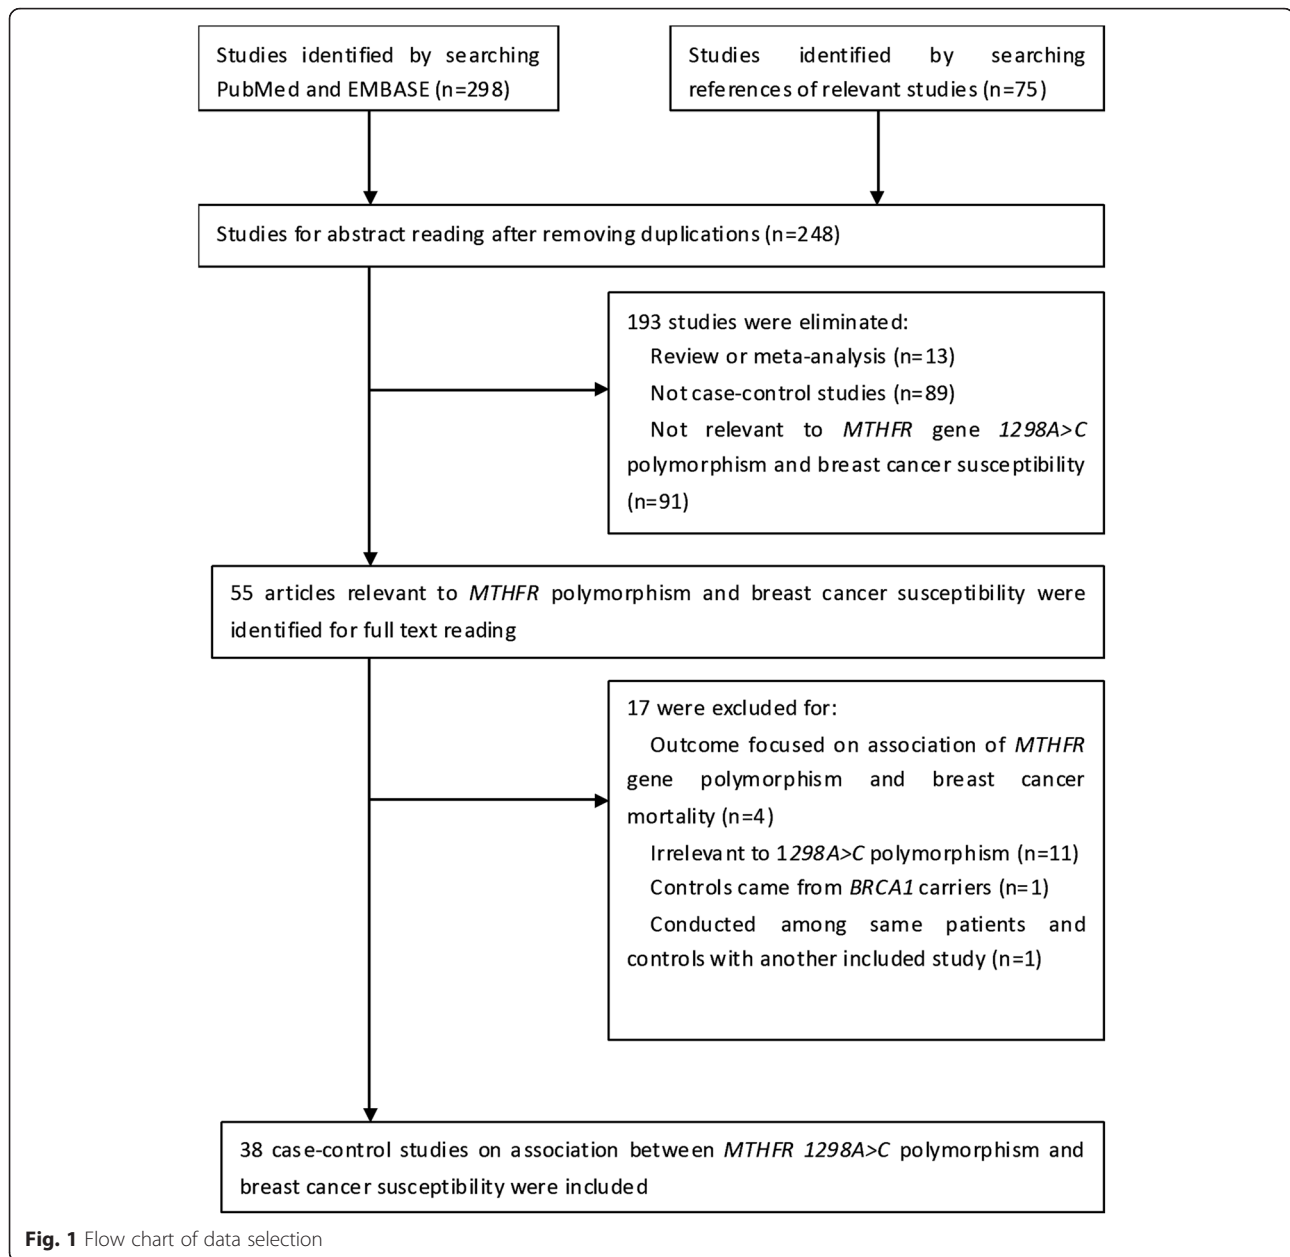 Studies identified by searching
PubMed and EMBASE (n=298)
Studies identified by searching
references of relevant studies (n=75)
Studies for abstract reading after removing duplications (n=248)
193 studies were eliminated:
Review or meta-analysis (n=13)
Not case-control studies (n=89)
Not relevant to MTHFR gene 1298A>C
polymorphism and breast cancer susceptibility
(n=91)
55 articles relevant to MTHFR polymorphism and breast cancer susceptibility were
identified for full text reading
17 were excluded for:
Outcome focused on association of MTHFR
gene polymorphism and breast cancer
mortality (n=4)
Irrelevant to 1298A>C polymorphism (n=11)
Controls came from BRCA1 carriers (n=1)
Conducted among same patients and
controls with another included study (n=1)
38 case-control studies on association between MTHFR 1298A>C polymorphism and
breast cancer susceptibility were included
Fig. 1 Flow chart of data selection